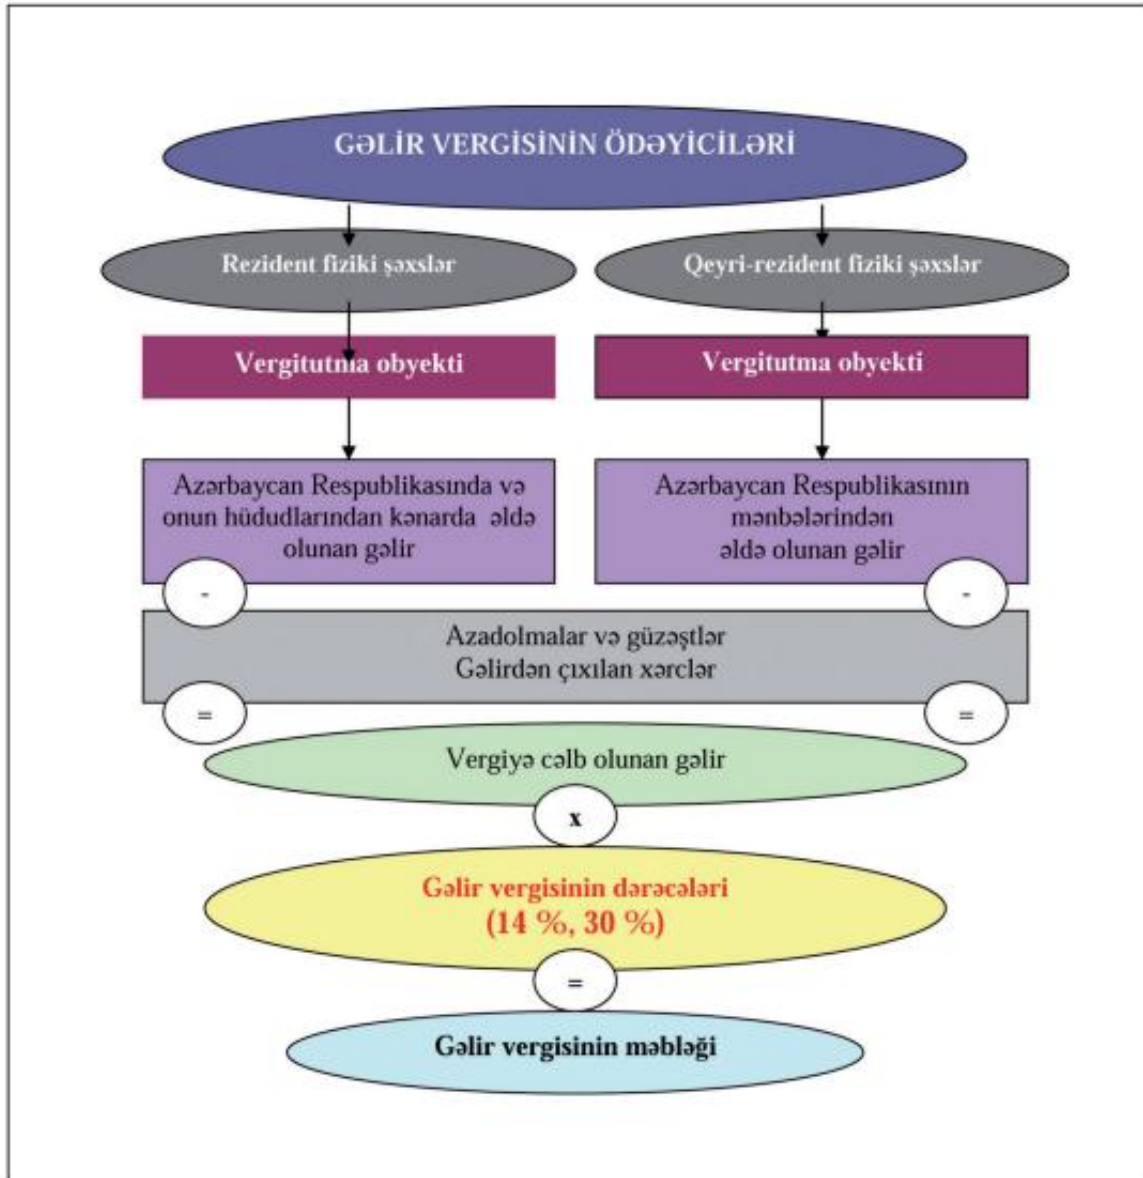 GƏLİR VERGİSİNİN ÖDƏYİCİLƏRİ
Rezident fiziki şəxslər
Qeyri-rezident fiziki şəxslər
Vergitutma obyekti
Vergitutma obyekti
Azərbaycan Respublikasında və
onun hüdudlarından kənarda əldə
olunan gəlir
Azərbaycan Respublikasının
mənbələrindən
əldə olunan gəlir
-
-
Azadolmalar və güzəştlər
Gəlirdən çıxılan xərclər
=
=
Vergiyə cəlb olunan gəlir
x
Gəlir vergisinin dərəcələri
(14 %, 30 %)
=
Gəlir vergisinin məbləği